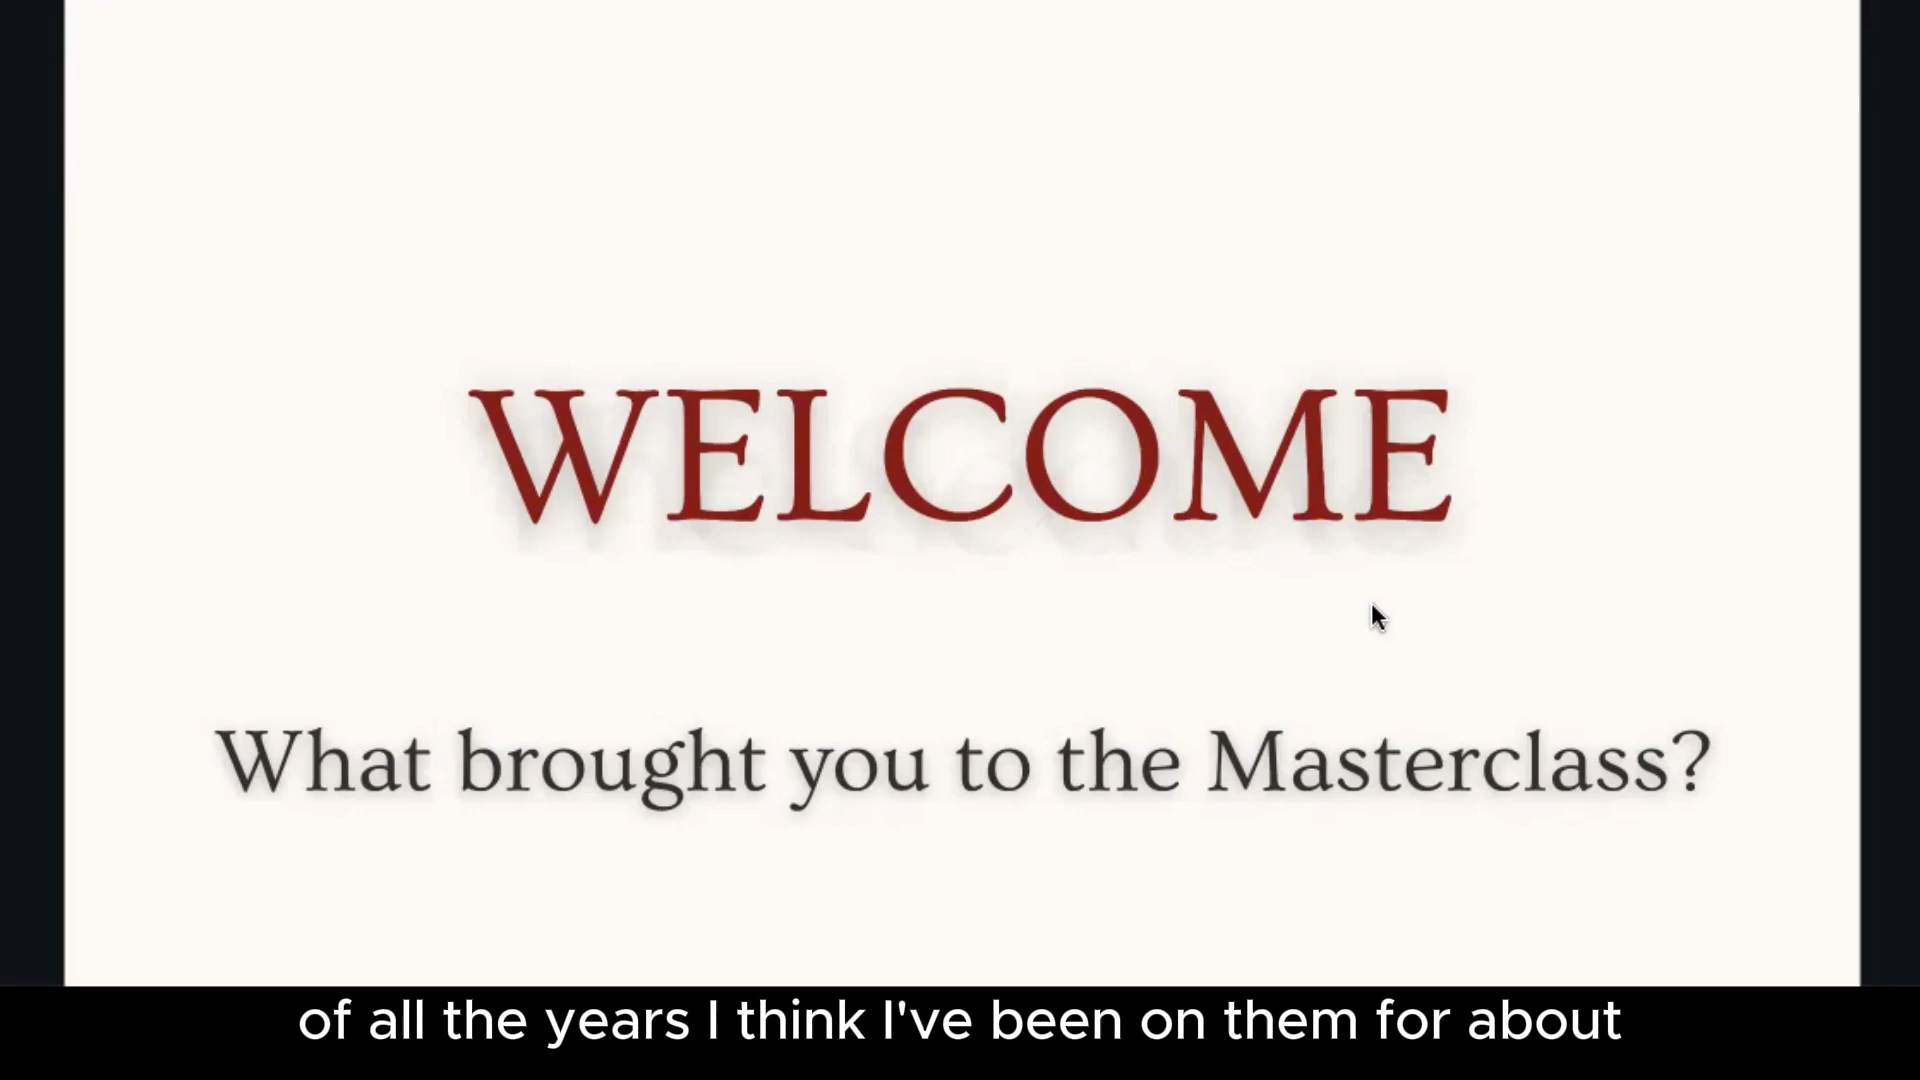 WELCOME
What brought you to the Masterclass?
of all the years I think I've been on them for about